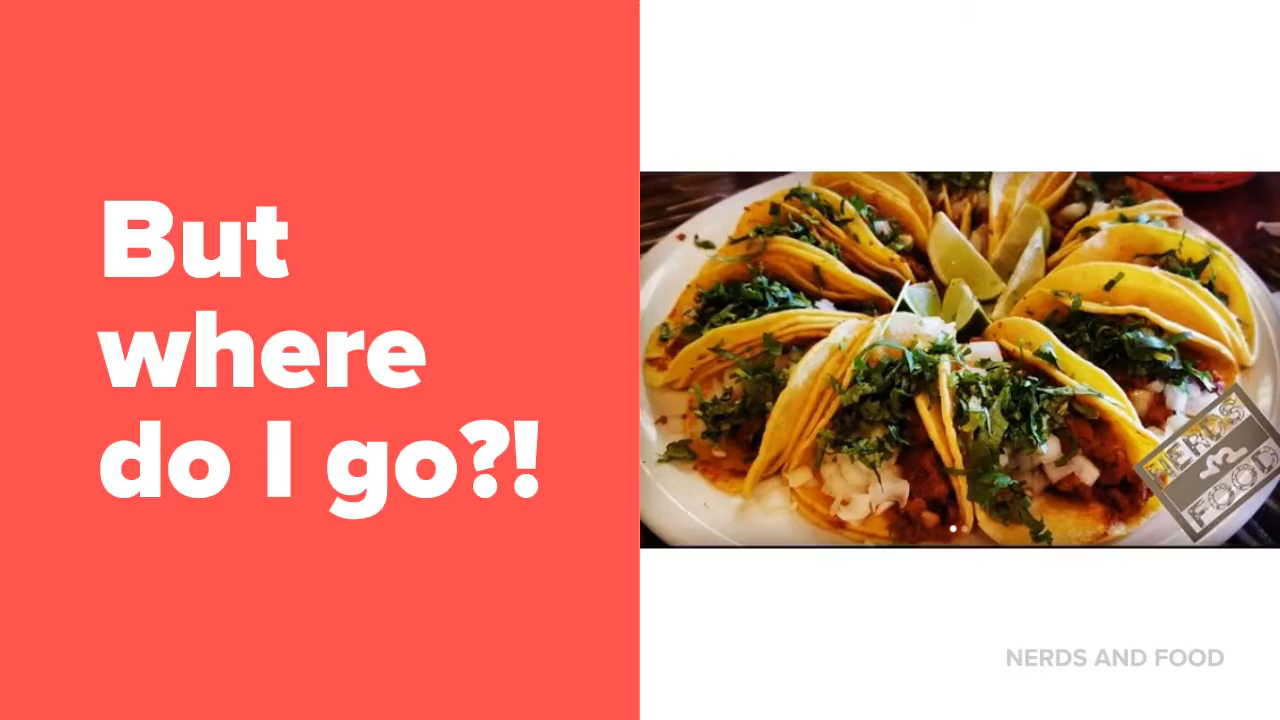 But
where
do I go?!
NERDS
FOOD
NERDS AND FOOD